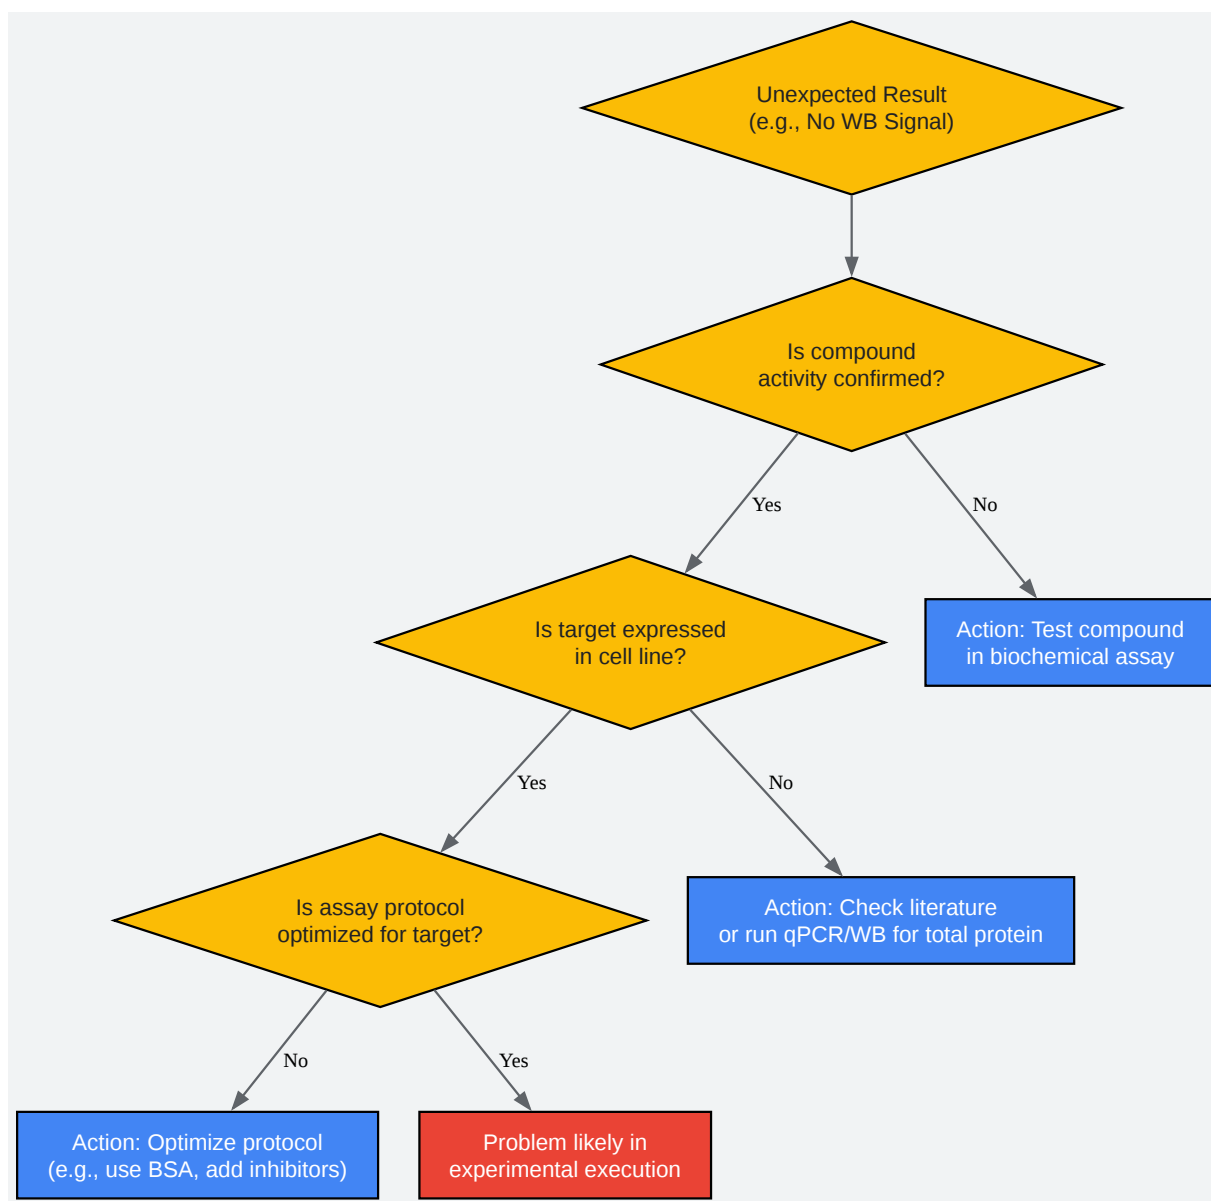 Unexpected Result
(e.g., No WB Signal)
Is compound
activity confirmed?
Yes
No
Is target expressed
in cell line?
Action: Test compound
in biochemical assay
Yes
No
Is assay protocol
optimized for target?
Action: Check literature
or run qPCR/WB for total protein
No
Yes
Action: Optimize protocol
(e.g., use BSA, add inhibitors)
Problem likely in
experimental execution